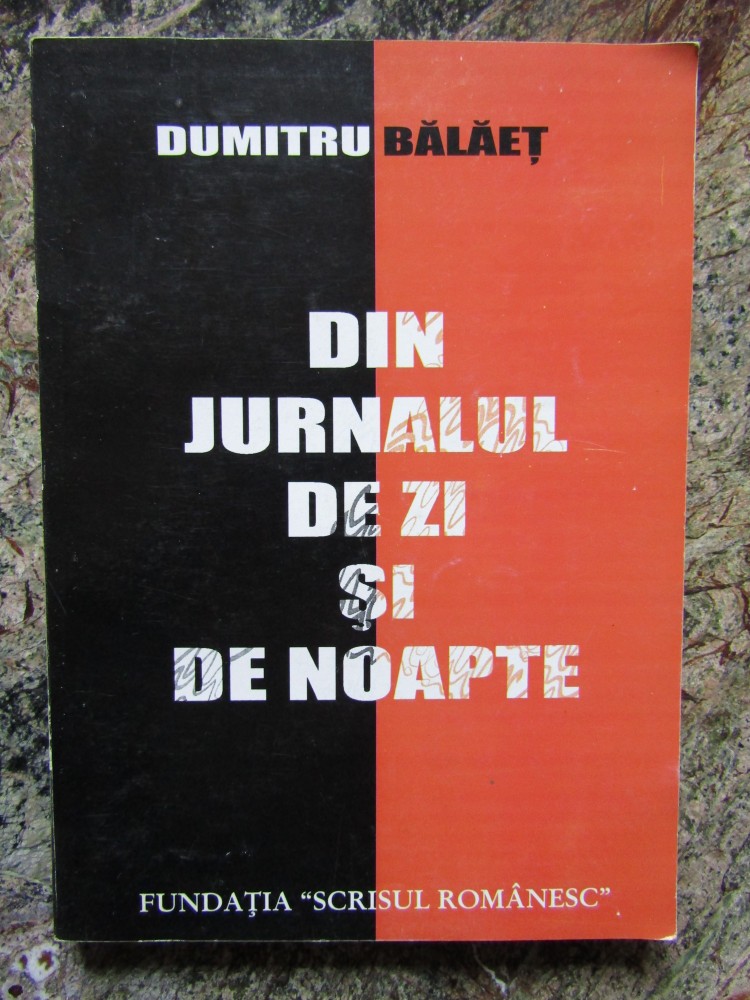 DUMITRU BĂLĂEȚ
DIN
JURNALUL
DE ZI
ȘI
DE NOAPTE
FUNDAȚIA “SCRISUL ROMÂNESC”